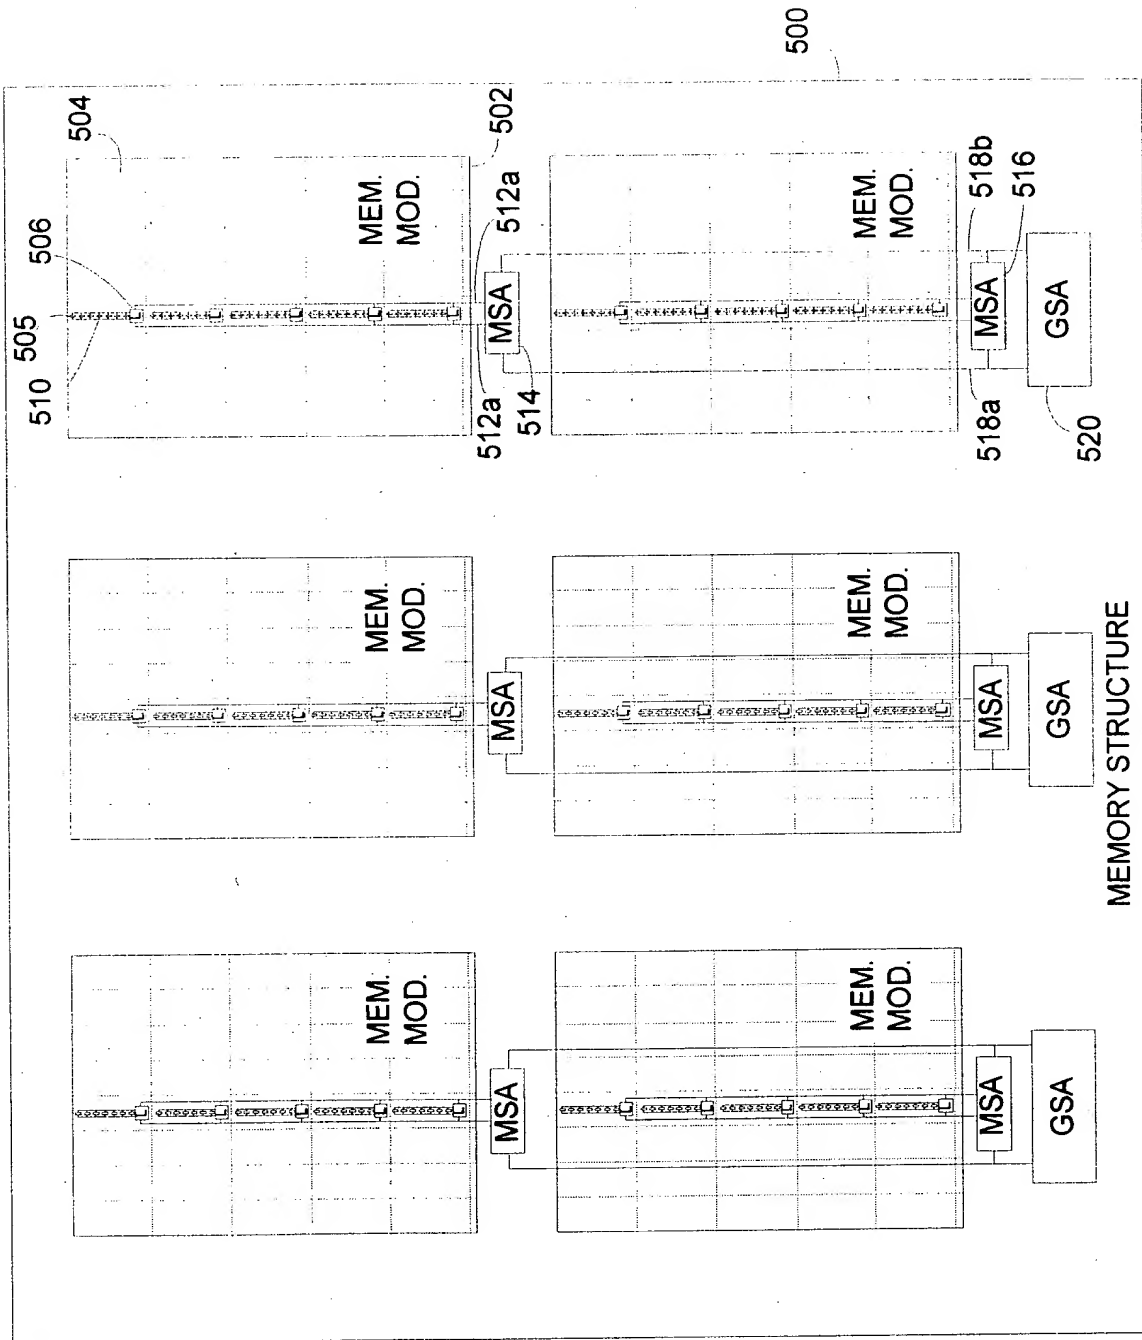 500
504
506
505
510
MEM.
MOD.
502
512a
MSA
512a
514
MEM.
MOD.
518b
516
MSA
518a
GSA
520
MEM.
MOD.
MSA
MEM.
MOD.
MSA
GSA
MEM.
MOD.
MSA
MEM.
MOD.
MSA
GSA
MEMORY STRUCTURE